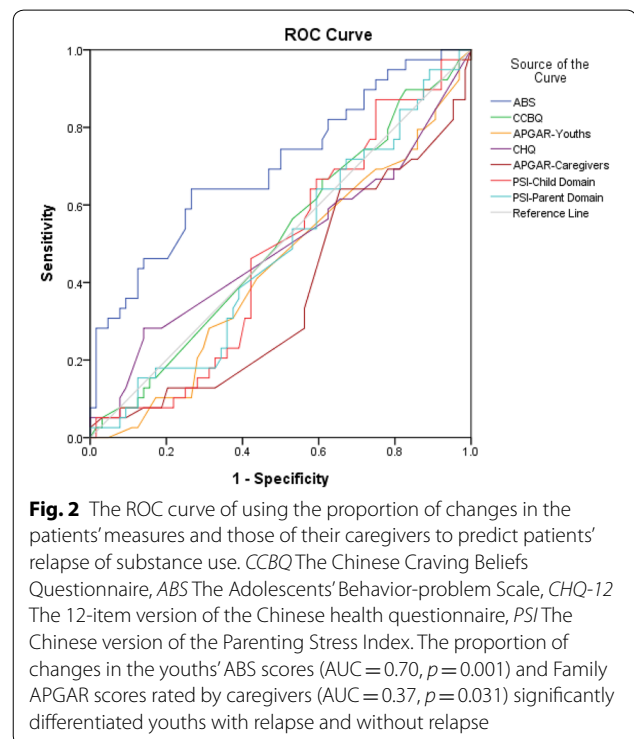 ROC Curve
Source of the
Curve
ABS
CCBQ
APGAR-Youths
CHQ
APGAR-Caregivers
PSI-Child Domain
PSI-Parent Domain
Reference Line
Sensitivity
1.0
0.8
0.6
0.4
0.2
0.0
0.0 0.2 0.4 0.6 0.8 1.0
1 - Specificity
Fig. 2 The ROC curve of using the proportion of changes in the
patients’ measures and those of their caregivers to predict patients’
relapse of substance use. CCBQ The Chinese Craving Beliefs
Questionnaire, ABS The Adolescents’ Behavior-problem Scale, CHQ-12
The 12-item version of the Chinese health questionnaire, PSI The
Chinese version of the Parenting Stress Index. The proportion of
changes in the youths’ ABS scores (AUC = 0.70, p = 0.001) and Family
APGAR scores rated by caregivers (AUC = 0.37, p = 0.031) significantly
differentiated youths with relapse and without relapse